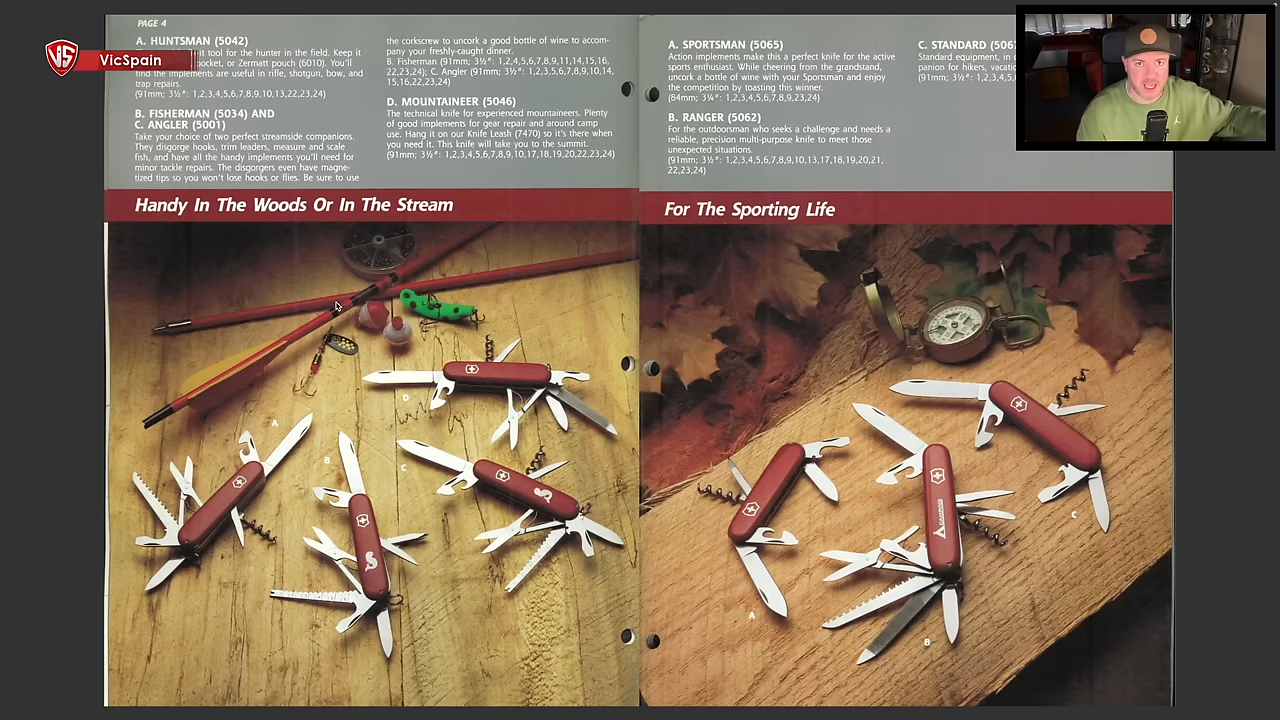 VicSpain
PAGE 4
A. HUNTSMAN (5042)
tool for the hunter in the field. Keep it
pocket, or Zermatt pouch (6010). You'll
find the implements are useful in rifle, shotgun, bow, and
trap repairs.
(91mm; 3½": 1,2,3,4,5,6,7,8,9,10,13,22,23,24)
B. FISHERMAN (5034) AND
C. ANGLER (5001)
Take your choice of two perfect streamside companions.
They disgorge hooks, trim leaders, measure and scale
fish, and have all the handy implements you'll need for
minor tackle repairs. The disgorgers even have magne-
tized tips so you won't lose hooks or flies. Be sure to use
the corkscrew to uncork a good bottle of wine to accom-
pany your freshly-caught dinner.
B. Fisherman (91mm; 3½": 1,2,4,5,6,7,8,9,11,14,15,16,
22,23,24); C. Angler (91mm; 3½": 1,2,3,5,6,7,8,9,10,14,
15,16,22,23,24)
D. MOUNTAINEER (5046)
The technical knife for experienced mountaineers. Plenty
of good implements for gear repair and around camp
use. Hang it on our Knife Leash (7470) so it's there when
you need it. This knife will take you to the summit.
(91mm; 3½": 1,2,3,4,5,6,7,8,9,10,17,18,19,20,22,23,24)
Handy In The Woods Or In The Stream
A
B
C
D
A. SPORTSMAN (5065)
Action implements make this a perfect knife for the active
sports enthusiast. While cheering from the grandstand,
uncork a bottle of wine with your Sportsman and enjoy
the competition by toasting this winner.
(84mm; 3¼": 1,2,3,4,5,6,7,8,9,23,24)
B. RANGER (5062)
For the outdoorsman who seeks a challenge and needs a
reliable, precision multi-purpose knife to meet those
unexpected situations.
(91mm; 3½": 1,2,3,4,5,6,7,8,9,10,13,17,18,19,20,21,
22,23,24)
C. STANDARD (506
Standard equipment, in
panion for hikers, vacati
(91mm; 3½": 1,2,3,4,5,
For The Sporting Life
CAMPING
A
B
C